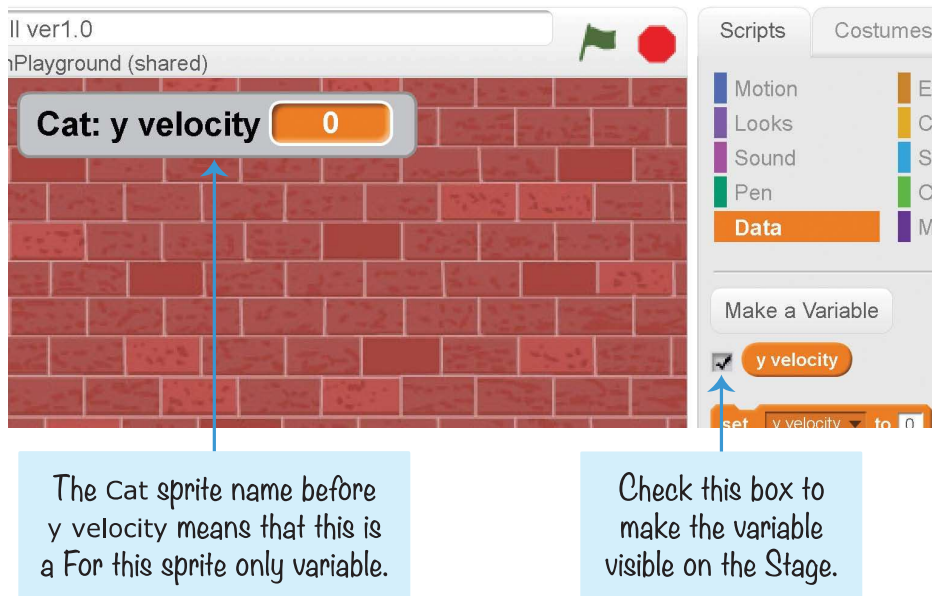 ll ver1.0
nPlayground (shared)
Cat: y velocity 0
Scripts Costumes
Motion E
Looks C
Sound S
Pen C
Data M
Make a Variable
y velocity
set y velocity to 0
The Cat sprite name before
y velocity means that this is
a For this sprite only variable.
Check this box to
make the variable
visible on the Stage.